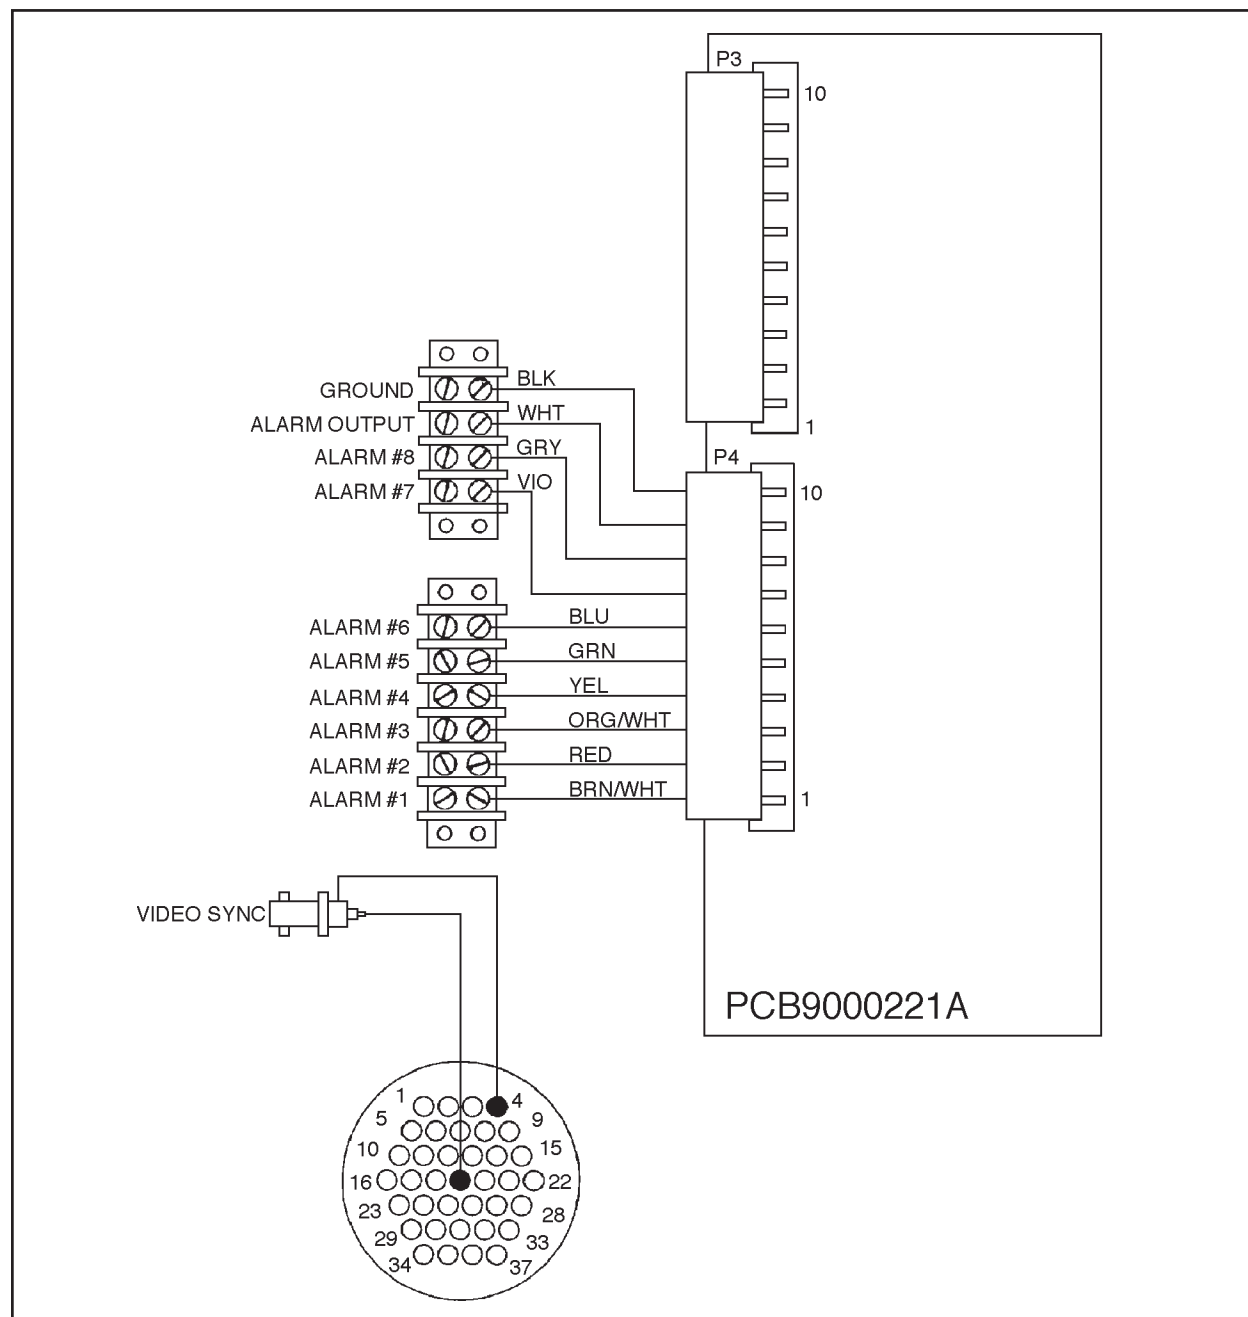 P3
10
1
GROUND BLK
ALARM OUTPUT WHT
ALARM #8 GRY
ALARM #7 VIO
P4
10
ALARM #6 BLU
ALARM #5 GRN
ALARM #4 YEL
ALARM #3 ORG/WHT
ALARM #2 RED
ALARM #1 BRN/WHT
1
VIDEO SYNC
PCB9000221A
1 4
5 9
10 15
16 22
23 28
29 33
34 37